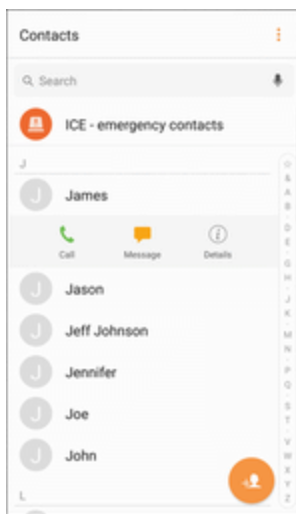 Contacts
Search
ICE - emergency contacts
J
J James
Call Message Details
J Jason
J Jeff Johnson
J Jennifer
J Joe
J John
L
&
A
B
D
E
G
H
J
K
M
N
P
Q
S
T
V
W
X
Y
Z